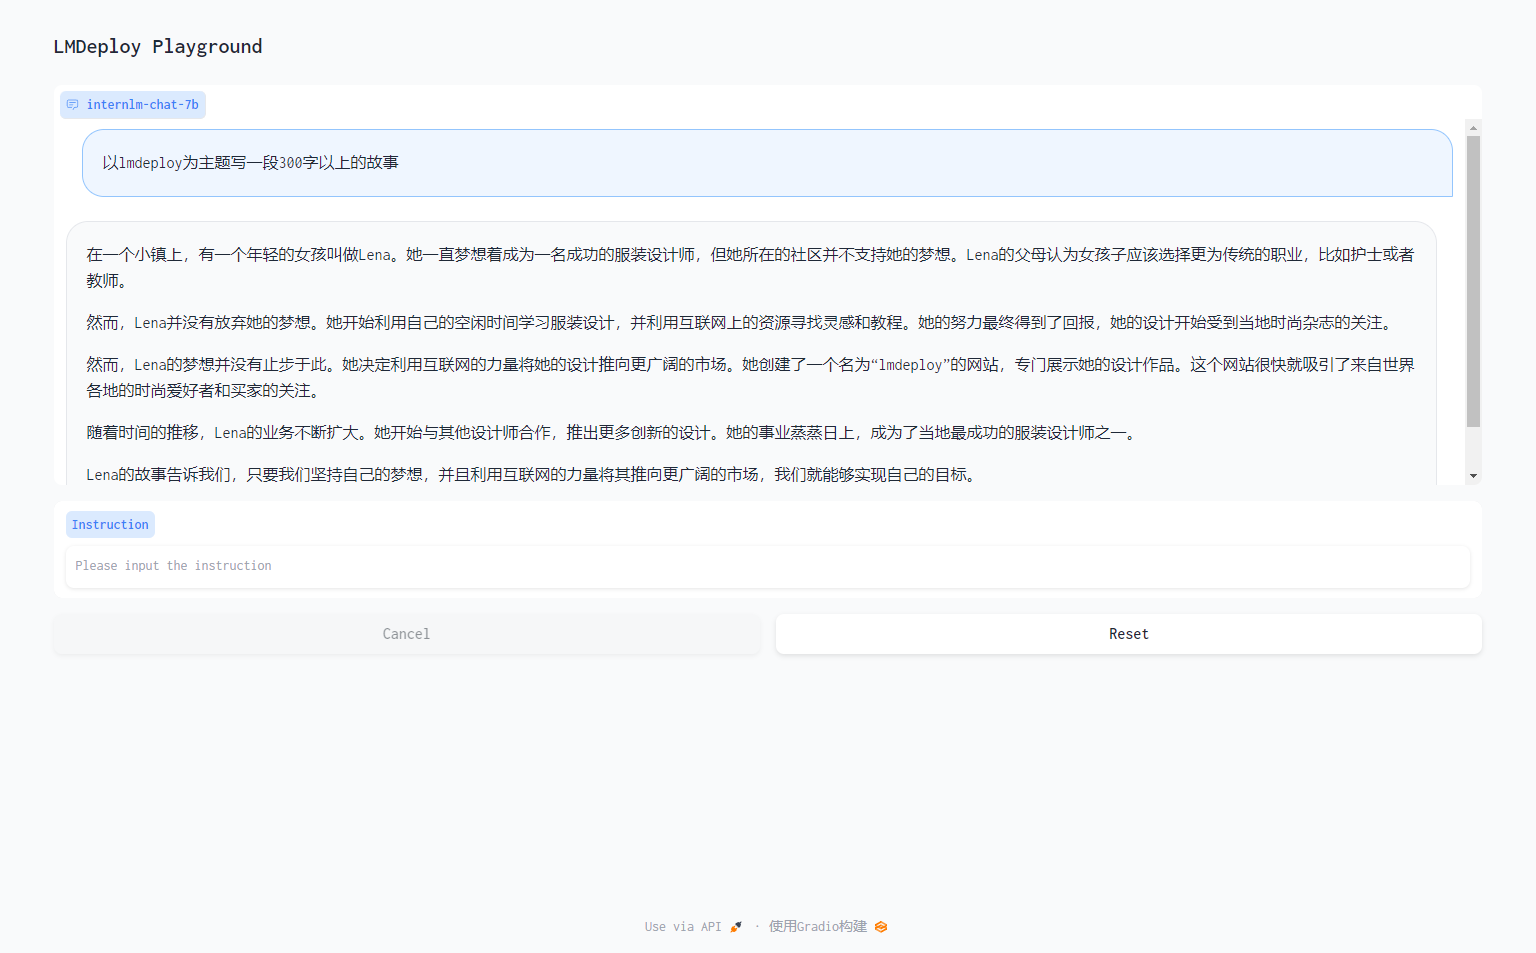 LMDeploy Playground
internlm-chat-7b
以lmdeploy为主题写一段300字以上的故事
在一个小镇上，有一个年轻的女孩叫做Lena。她一直梦想着成为一名成功的服装设计师，但她所在的社区并不支持她的梦想。Lena的父母认为女孩子应该选择更为传统的职业，比如护士或者
教师。
然而，Lena并没有放弃她的梦想。她开始利用自己的空闲时间学习服装设计，并利用互联网上的资源寻找灵感和教程。她的努力最终得到了回报，她的设计开始受到当地时尚杂志的关注。
然而，Lena的梦想并没有止步于此。她决定利用互联网的力量将她的设计推向更广阔的市场。她创建了一个名为“lmdeploy”的网站，专门展示她的设计作品。这个网站很快就吸引了来自世界
各地的时尚爱好者和买家的关注。
随着时间的推移，Lena的业务不断扩大。她开始与其他设计师合作，推出更多创新的设计。她的事业蒸蒸日上，成为了当地最成功的服装设计师之一。
Lena的故事告诉我们，只要我们坚持自己的梦想，并且利用互联网的力量将其推向更广阔的市场，我们就能够实现自己的目标。
Instruction
Please input the instruction
Cancel
Reset
Use via API · 使用Gradio构建